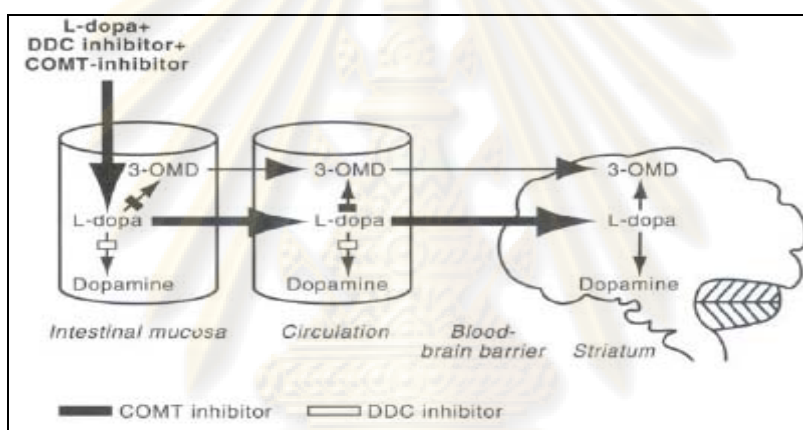 L-dopa+
DDC inhibitor+
COMT-inhibitor
3-OMD
3-OMD
3-OMD
L-dopa
L-dopa
L-dopa
Dopamine
Dopamine
Dopamine
Intestinal mucosa
Circulation
Blood-
brain barrier
Striatum
COMT inhibitor
DDC inhibitor